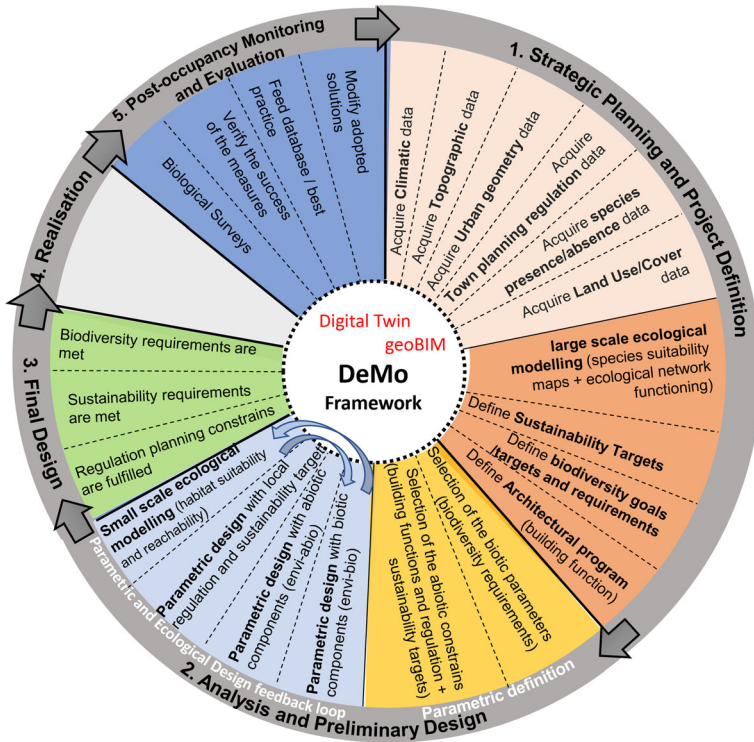 1. Strategic Planning and Project Definition
Acquire Climatic data
Acquire Topographic data
Acquire Urban geometry data
Acquire
Town planning regulation data
Acquire species
presence/absence data
Acquire Land Use/Cover
data
large scale ecological
modelling (species suitability
maps + ecological network
functioning)
Define Sustainability Targets
Define biodiversity goals
/targets and requirements
Define Architectural program
(building function)
2. Analysis and Preliminary Design
Parametric definition
Selection of the biotic parameters
(biodiversity requirements)
Selection of the abiotic constrains
(building functions and regulation +
sustainability targets)
Parametric and Ecological Design feedback loop
Parametric design with biotic
components (envi-bio)
Parametric design with abiotic
components (envi-abio)
Parametric design with local
regulation and sustainability targets
Small scale ecological
modelling (habitat suitability
and reachability)
3. Final Design
Regulation planning constrains
are fulfilled
Sustainability requirements
are met
Biodiversity requirements are
met
4. Realisation
5. Post-occupancy Monitoring
and Evaluation
Biological Surveys
Verify the success
of the measures
Feed database / best
practice
Modify adopted
solutions
Digital Twin
geoBIM
DeMo
Framework